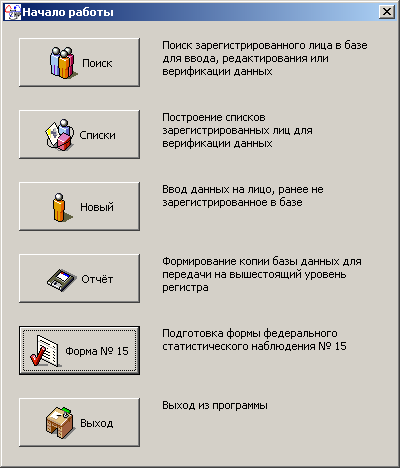 Начало работы
Поиск
Поиск зарегистрированного лица в базе
для ввода, редактирования или
верификации данных
Списки
Построение списков
зарегистрированных лиц для
верификации данных
Новый
Ввод данных на лицо, ранее не
зарегистрированное в базе
Отчёт
Формирование копии базы данных для
передачи на вышестоящий уровень
регистра
Форма № 15
Подготовка формы федерального
статистического наблюдения № 15
Выход
Выход из программы